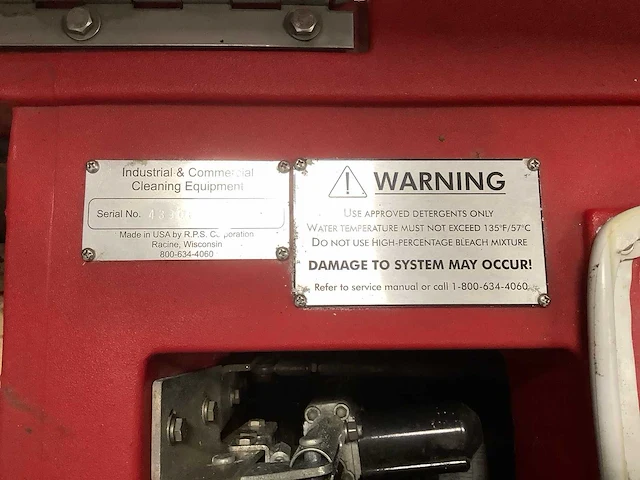 Industrial & Commercial
Cleaning Equipment
Serial No.
Made in USA by R.P.S. Corporation
Racine, Wisconsin
800-634-4060
WARNING
USE APPROVED DETERGENTS ONLY
WATER TEMPERATURE MUST NOT EXCEED 135°F/57°C
DO NOT USE HIGH-PERCENTAGE BLEACH MIXTURE
DAMAGE TO SYSTEM MAY OCCUR!
Refer to service manual or call 1-800-634-4060